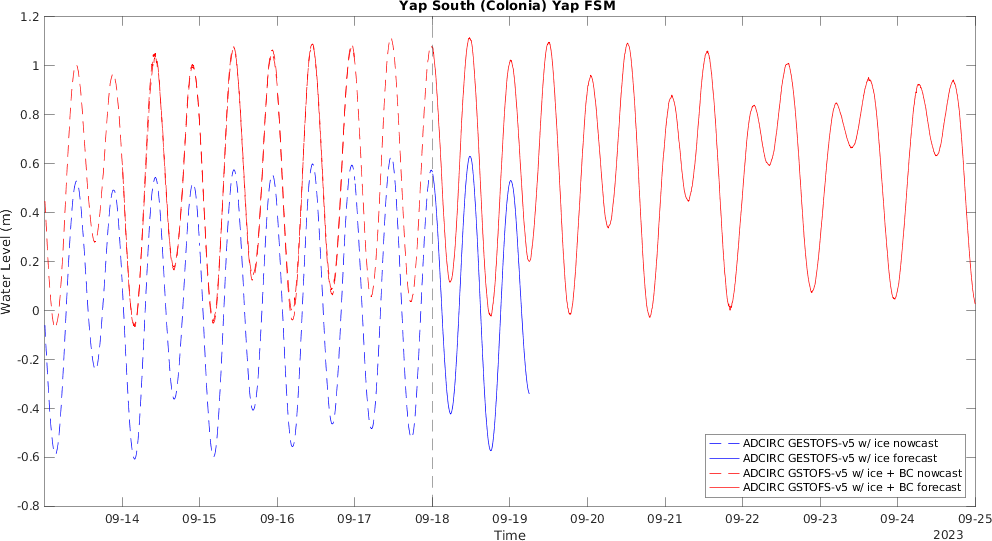 Yap South (Colonia) Yap FSM
1.2
1
0.8
0.6
0.4
0.2
0
-0.2
-0.4
-0.6
-0.8
Water Level (m)
09-14 09-15 09-16 09-17 09-18 09-19 09-20 09-21 09-22 09-23 09-24 09-25
Time
2023
ADCIRC GESTOFS-v5 w/ ice nowcast
ADCIRC GESTOFS-v5 w/ ice forecast
ADCIRC GSTOFS-v5 w/ ice + BC nowcast
ADCIRC GSTOFS-v5 w/ ice + BC forecast